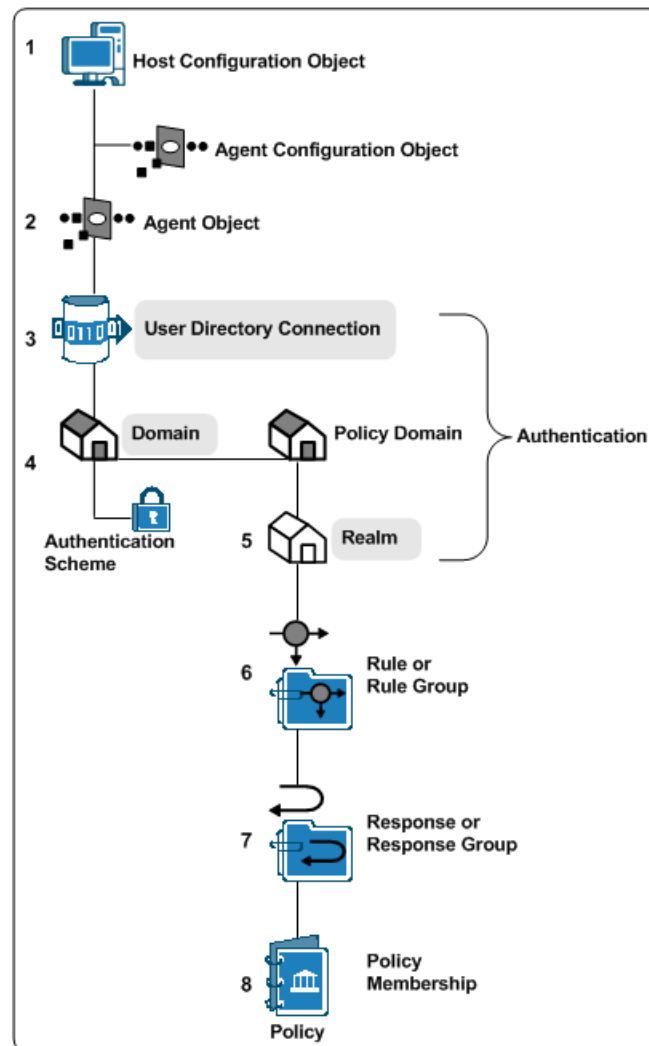 1
Host Configuration Object
Agent Configuration Object
2
Agent Object
3
User Directory Connection
Domain
Policy Domain
Authentication
4
Authentication
Scheme
5
Realm
6
Rule or
Rule Group
7
Response or
Response Group
8
Policy
Membership
Policy